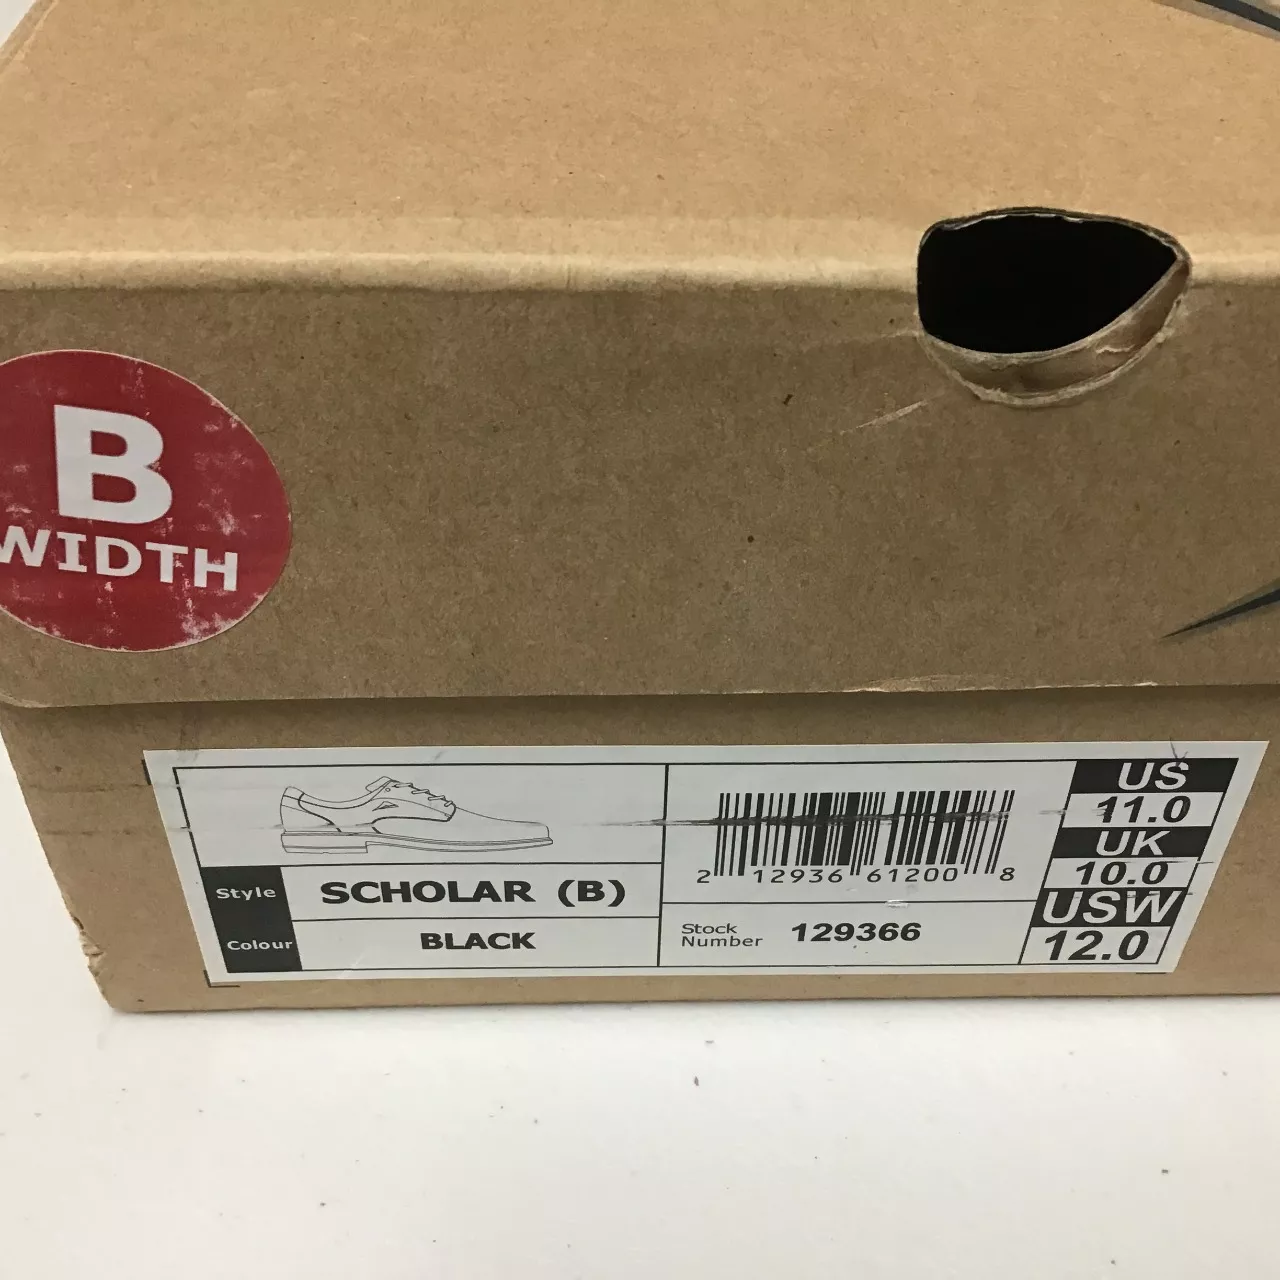 B
WIDTH
Style
SCHOLAR (B)
Colour
BLACK
2 12936 61200 8
Stock
Number
129366
US
11.0
UK
10.0
USW
12.0